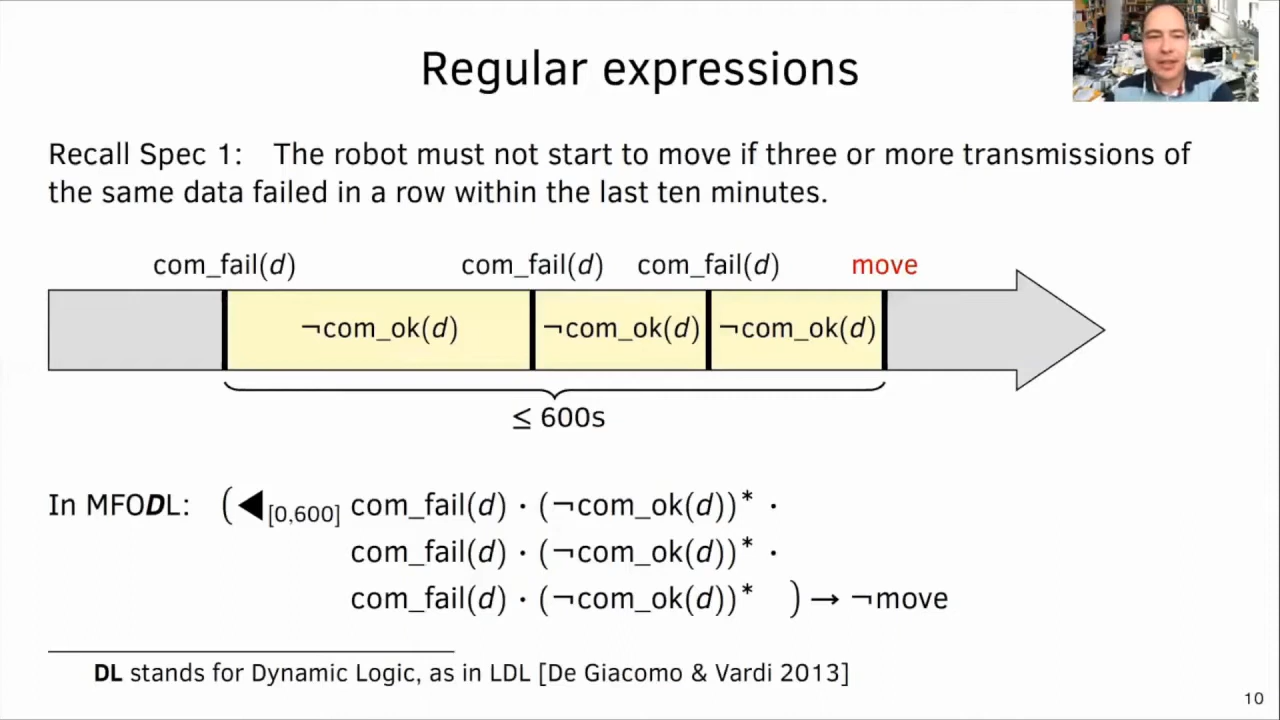 Regular expressions
Recall Spec 1: The robot must not start to move if three or more transmissions of
the same data failed in a row within the last ten minutes.
com_fail(d) com_fail(d) com_fail(d) move
¬com_ok(d) ¬com_ok(d) ¬com_ok(d)
≤ 600s
In MFODL: (◀[0,600] com_fail(d) · (¬com_ok(d))* ·
com_fail(d) · (¬com_ok(d))* ·
com_fail(d) · (¬com_ok(d))* ) → ¬move
DL stands for Dynamic Logic, as in LDL [De Giacomo & Vardi 2013]
10